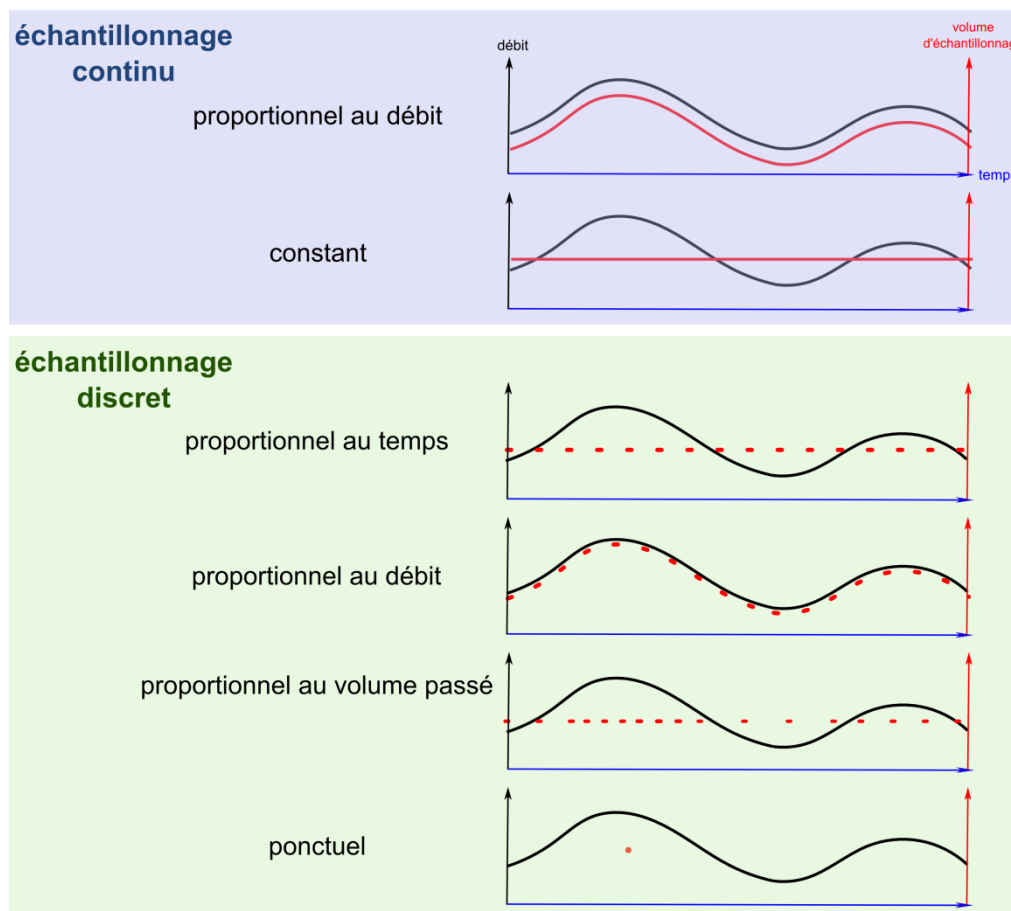 échantillonnage
continu
débit
volume
d'échantillonnag
proportionnel au débit
temp
constant
échantillonnage
discret
proportionnel au temps
proportionnel au débit
proportionnel au volume passé
ponctuel